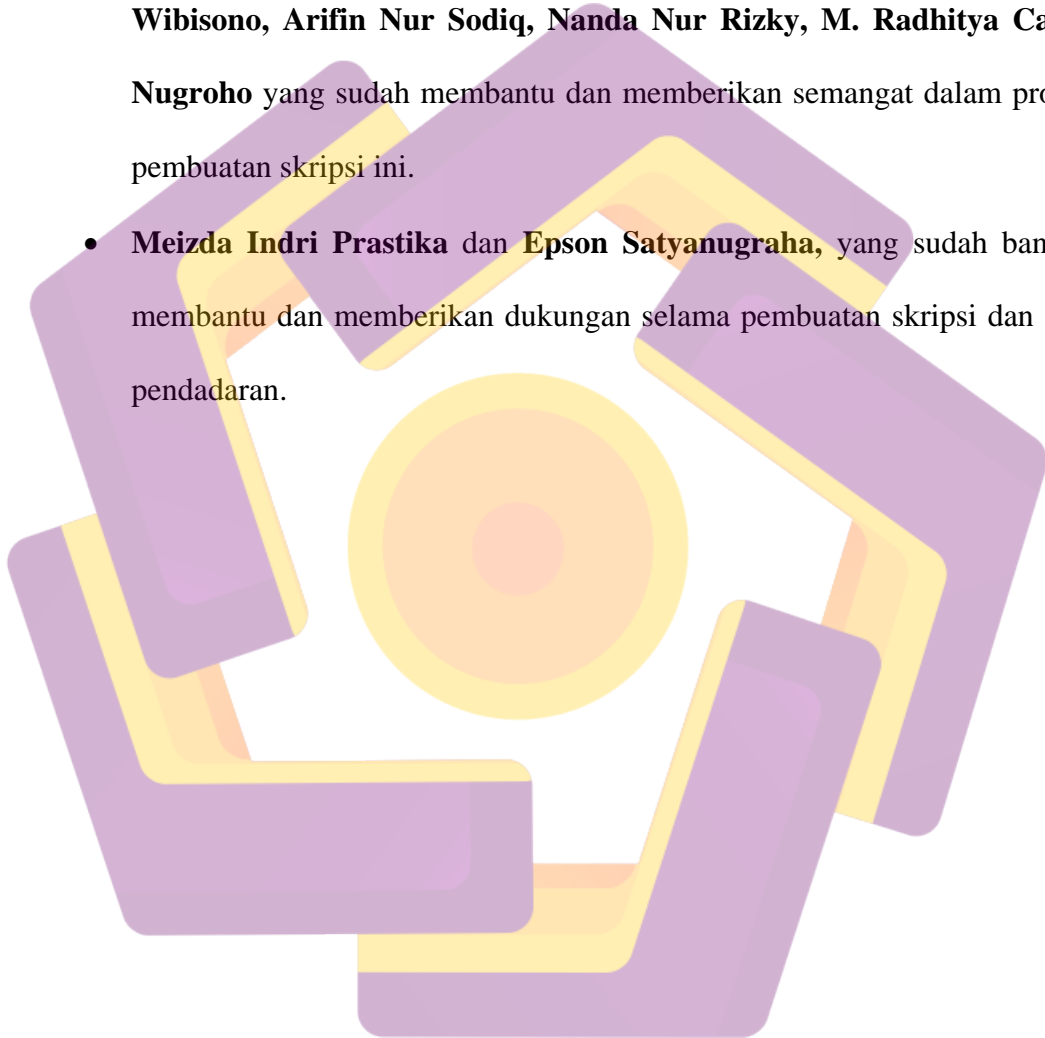 Wibisono, Arifin Nur Sodiq, Nanda Nur Rizky, M. Radhitya Ca
Nugroho yang sudah membantu dan memberikan semangat dalam pro
pembuatan skripsi ini.
• Meizda Indri Prastika dan Epson Satyanugraha, yang sudah ban
membantu dan memberikan dukungan selama pembuatan skripsi dan
pendadaran.